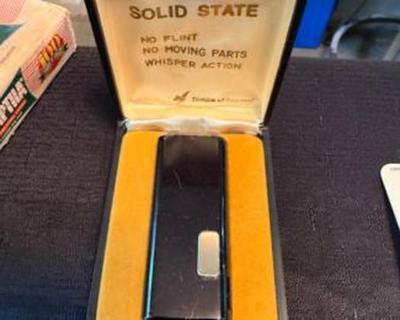 SOLID STATE
NO FLINT
NO MOVING PARTS
WHISPER ACTION